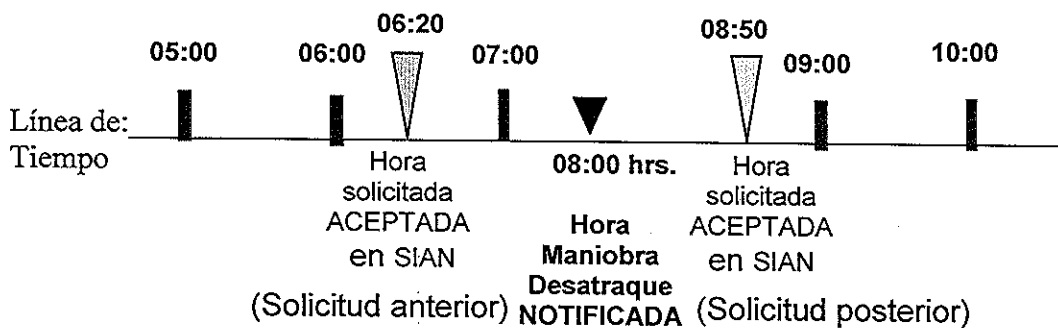 06:20
08:50
05:00
06:00
07:00
09:00
10:00
Línea de:
Tiempo
Hora
solicitada
ACEPTADA
en SIAN
(Solicitud anterior)
08:00 hrs.
Hora
Maniobra
Desatraque
NOTIFICADA
Hora
solicitada
ACEPTADA
en SIAN
(Solicitud posterior)